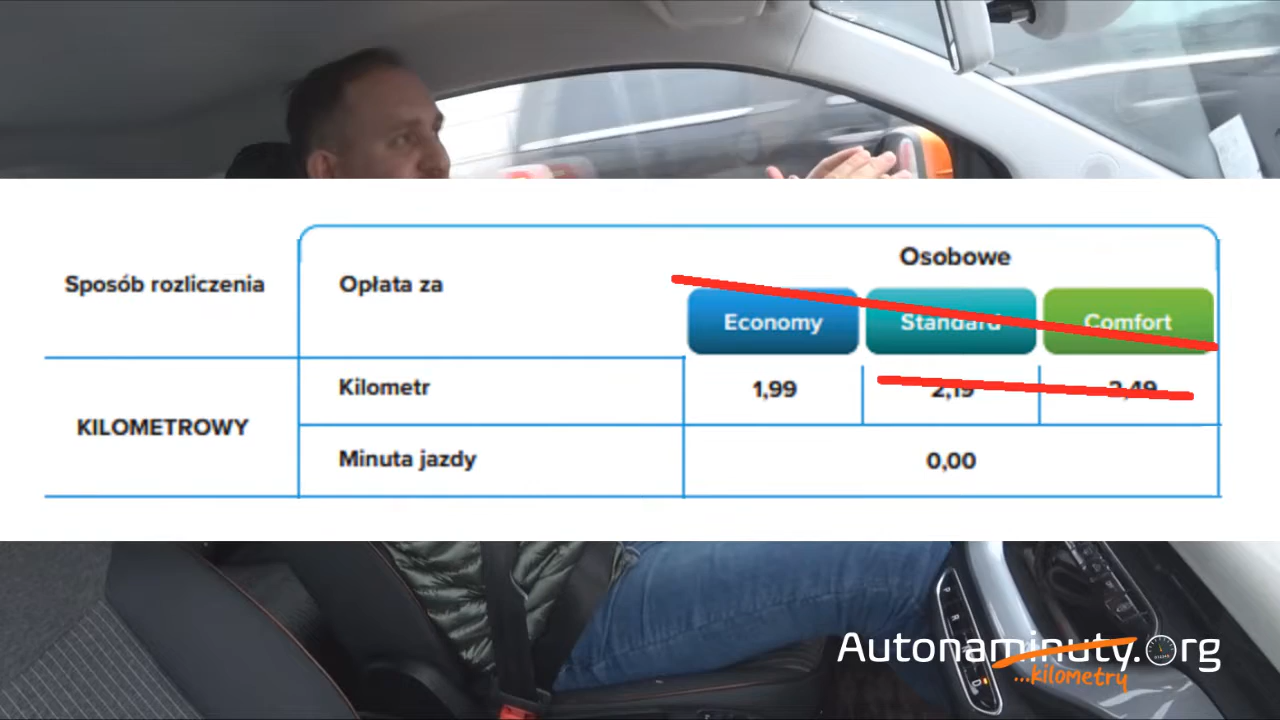 Osobowe
Sposób rozliczenia
Opłata za
Economy
Standard
Comfort
KILOMETROWY
Kilometr
1,99
2,19
2,49
Minuta jazdy
0,00
P
R
D
Autonaminuty.Org
...kilometry